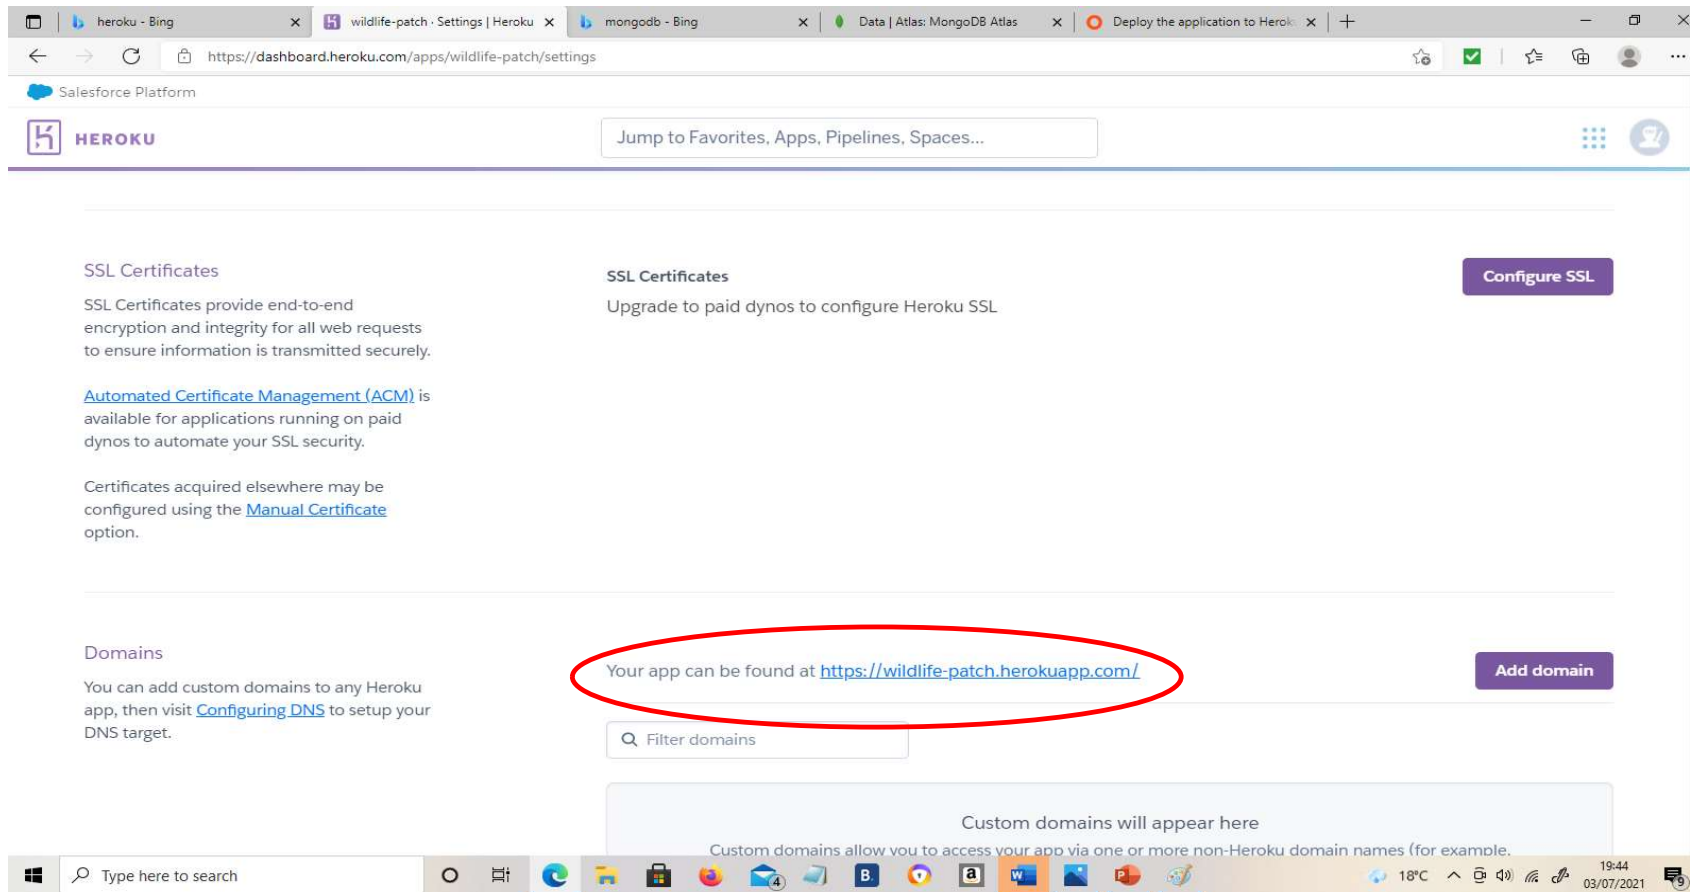 heroku - Bing
wildlife-patch · Settings | Heroku
mongodb - Bing
Data | Atlas: MongoDB Atlas
Deploy the application to Herok
https://dashboard.heroku.com/apps/wildlife-patch/settings
Salesforce Platform
HEROKU
Jump to Favorites, Apps, Pipelines, Spaces...
SSL Certificates
SSL Certificates provide end-to-end
encryption and integrity for all web requests
to ensure information is transmitted securely.
Automated Certificate Management (ACM) is
available for applications running on paid
dynos to automate your SSL security.
Certificates acquired elsewhere may be
configured using the Manual Certificate
option.
SSL Certificates
Upgrade to paid dynos to configure Heroku SSL
Configure SSL
Domains
You can add custom domains to any Heroku
app, then visit Configuring DNS to setup your
DNS target.
Your app can be found at https://wildlife-patch.herokuapp.com/
Add domain
Filter domains
Custom domains will appear here
Custom domains allow you to access your app via one or more non-Heroku domain names (for example,
Type here to search
4
B.
a
W
P
18°C
19:44
03/07/2021
9